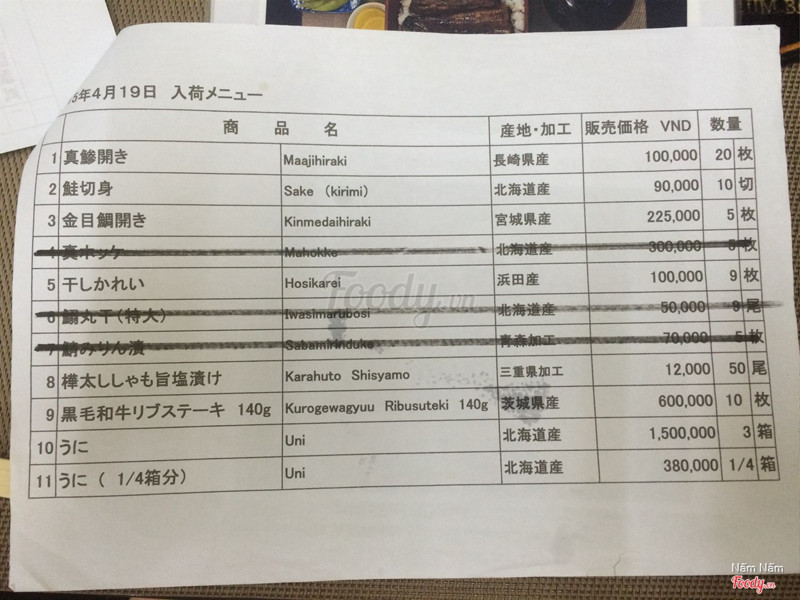 5年4月19日 入荷メニュー
商 品 名 産地・加工 販売価格 VND 数量
1 真鯵開き Maajihiraki 長崎県産 100,000 20 枚
2 鮭切身 Sake (kirimi) 北海道産 90,000 10 切
3 金目鯛開き Kinmedaihiraki 宮城県産 225,000 5 枚
4 真ホッケ Mahokke 北海道産 300,000 5 枚
5 干しかれい Hosikarei 浜田産 100,000 9 枚
6 鰯丸干(特大) Iwasimarubosi 北海道産 50,000 9 尾
7 鯖みりん漬 Sabamirinduke 青森加工 70,000 5 枚
8 樺太ししゃも旨塩漬け Karahuto Shisyamo 三重県加工 12,000 50 尾
9 黒毛和牛リブステーキ 140g Kurogewagyuu Ribusuteki 140g 茨城県産 600,000 10 枚
10 うに Uni 北海道産 1,500,000 3 箱
11 うに ( 1/4箱分) Uni 北海道産 380,000 1/4 箱
Foody.vn
Năm Năm
Foody.vn